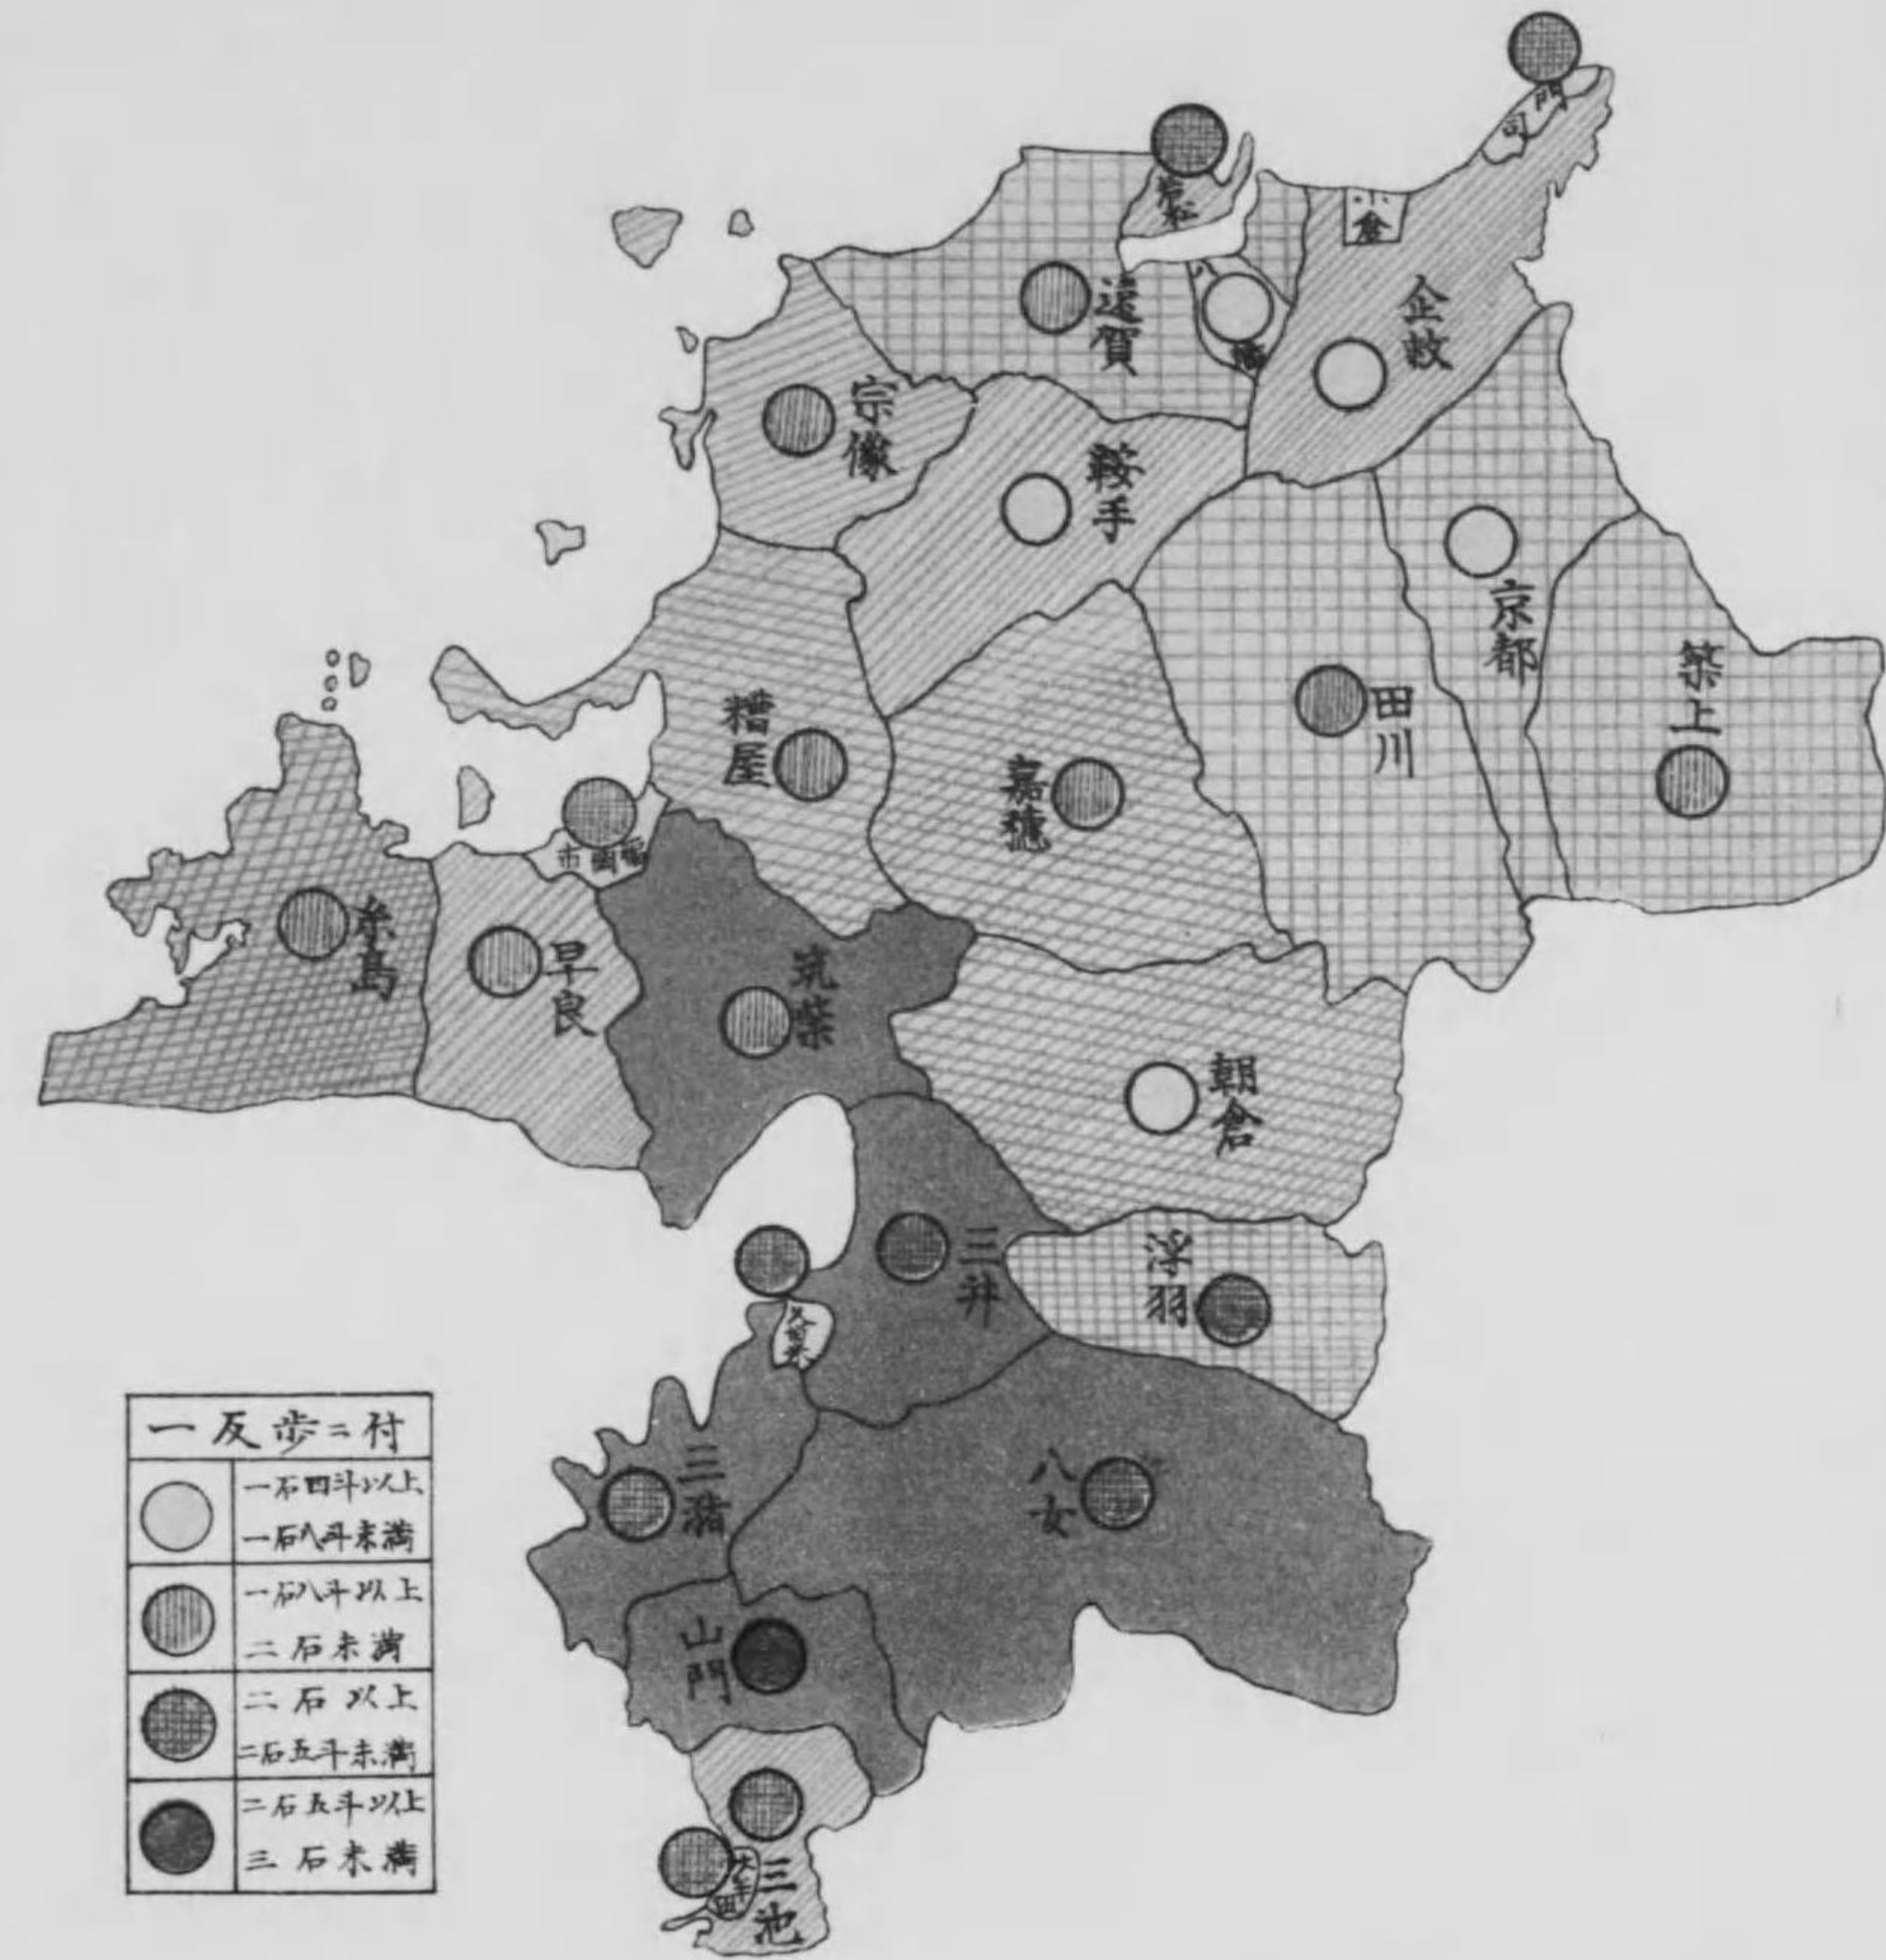 門司
若松
小倉
八幡
遠賀
企救
宗像
鞍手
京都
築上
田川
糟屋
嘉穂
福岡市
糸島
早良
筑紫
朝倉
三井
浮羽
久留米
三潴
八女
山門
三池
大牟田
一反歩ニ付
一石四斗以上
一石八斗未満
一石八斗以上
二石未満
二石以上
二石五斗未満
二石五斗以上
三石未満